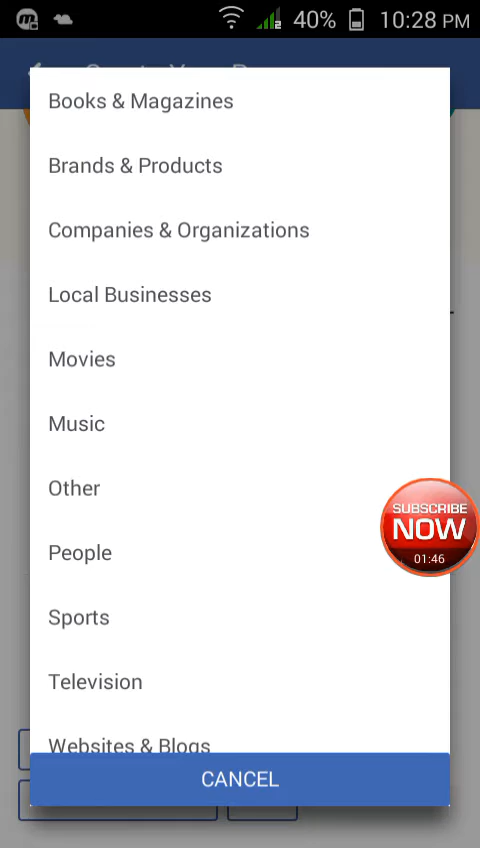 40% 10:28 PM
Books & Magazines
Brands & Products
Companies & Organizations
Local Businesses
Movies
Music
Other
SUBSCRIBE
NOW
01:46
People
Sports
Television
Websites & Blogs
CANCEL